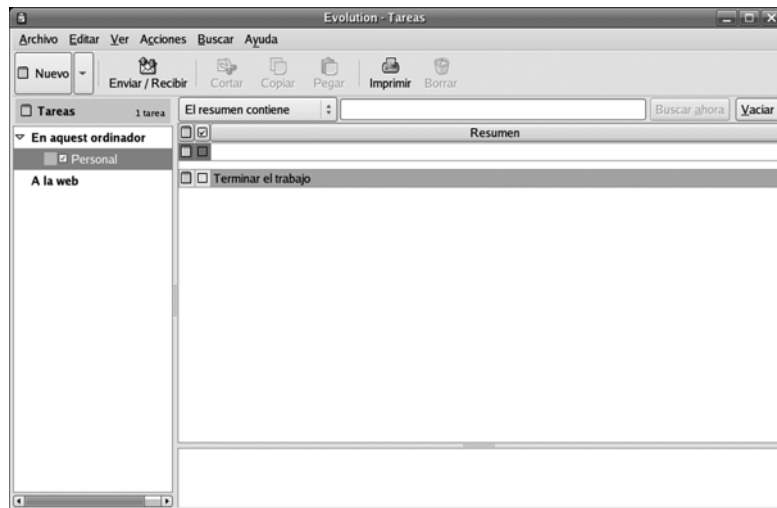 Evolution - Tareas
Archivo Editar Ver Acciones Buscar Ayuda
Nuevo Enviar / Recibir Cortar Copiar Pegar Imprimir Borrar
Tareas 1 tarea El resumen contiene Buscar ahora Vaciar
En aquest ordinador Resumen
Personal
A la web Terminar el trabajo